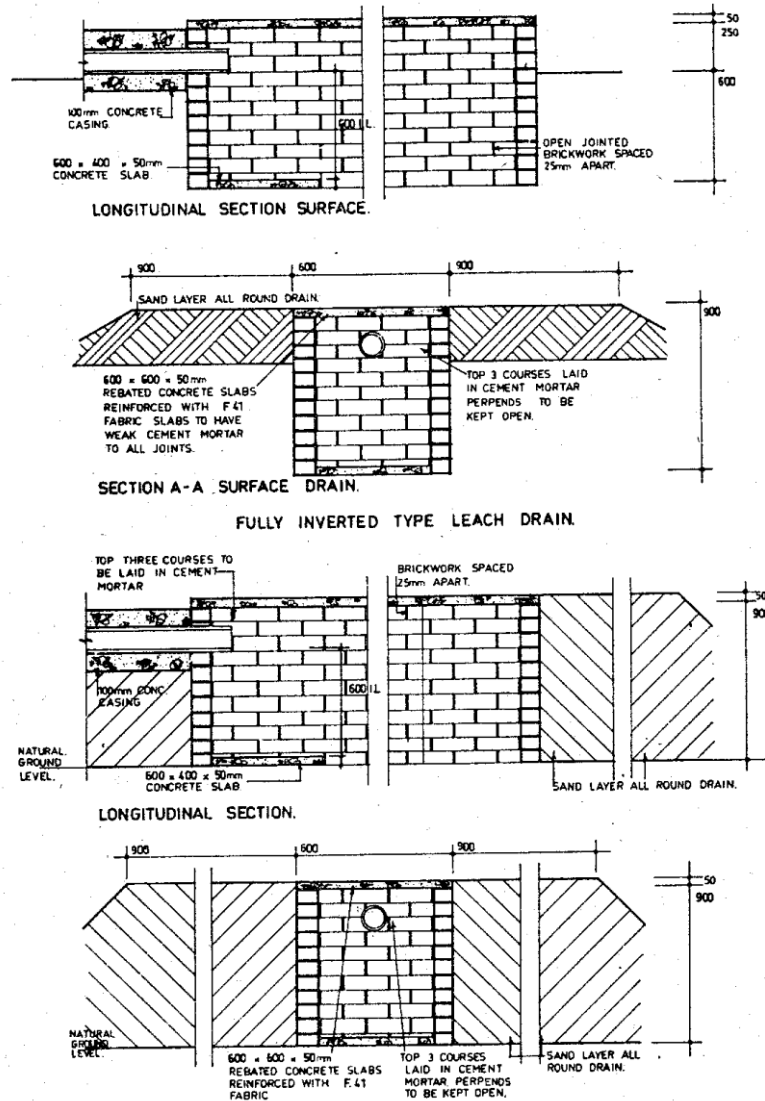 50
250
600
100mm CONCRETE
CASING.
600 I.L.
OPEN JOINTED
BRICKWORK SPACED
25mm APART.
600 × 400 × 50mm
CONCRETE SLAB.
LONGITUDINAL SECTION SURFACE.
900 600 900
SAND LAYER ALL ROUND DRAIN.
900
600 × 600 × 50mm
REBATED CONCRETE SLABS
REINFORCED WITH F.41
FABRIC SLABS TO HAVE
WEAK CEMENT MORTAR
TO ALL JOINTS.
TOP 3 COURSES LAID
IN CEMENT MORTAR
PERPENDS TO BE
KEPT OPEN.
SECTION A-A SURFACE DRAIN.
FULLY INVERTED TYPE LEACH DRAIN.
TOP THREE COURSES TO
BE LAID IN CEMENT
MORTAR
BRICKWORK SPACED
25mm APART.
50
90
100mm CONC
CASING
600 I.L
NATURAL.
GROUND
LEVEL.
600 × 400 × 50mm
CONCRETE SLAB
SAND LAYER ALL ROUND DRAIN.
LONGITUDINAL SECTION.
900 600 900
50
900
NATURAL
GROUND
LEVEL.
600 × 600 × 50mm
REBATED CONCRETE SLABS
REINFORCED WITH F.41
FABRIC
TOP 3 COURSES
LAID IN CEMENT
MORTAR PERPENDS
TO BE KEPT OPEN.
SAND LAYER ALL
ROUND DRAIN.